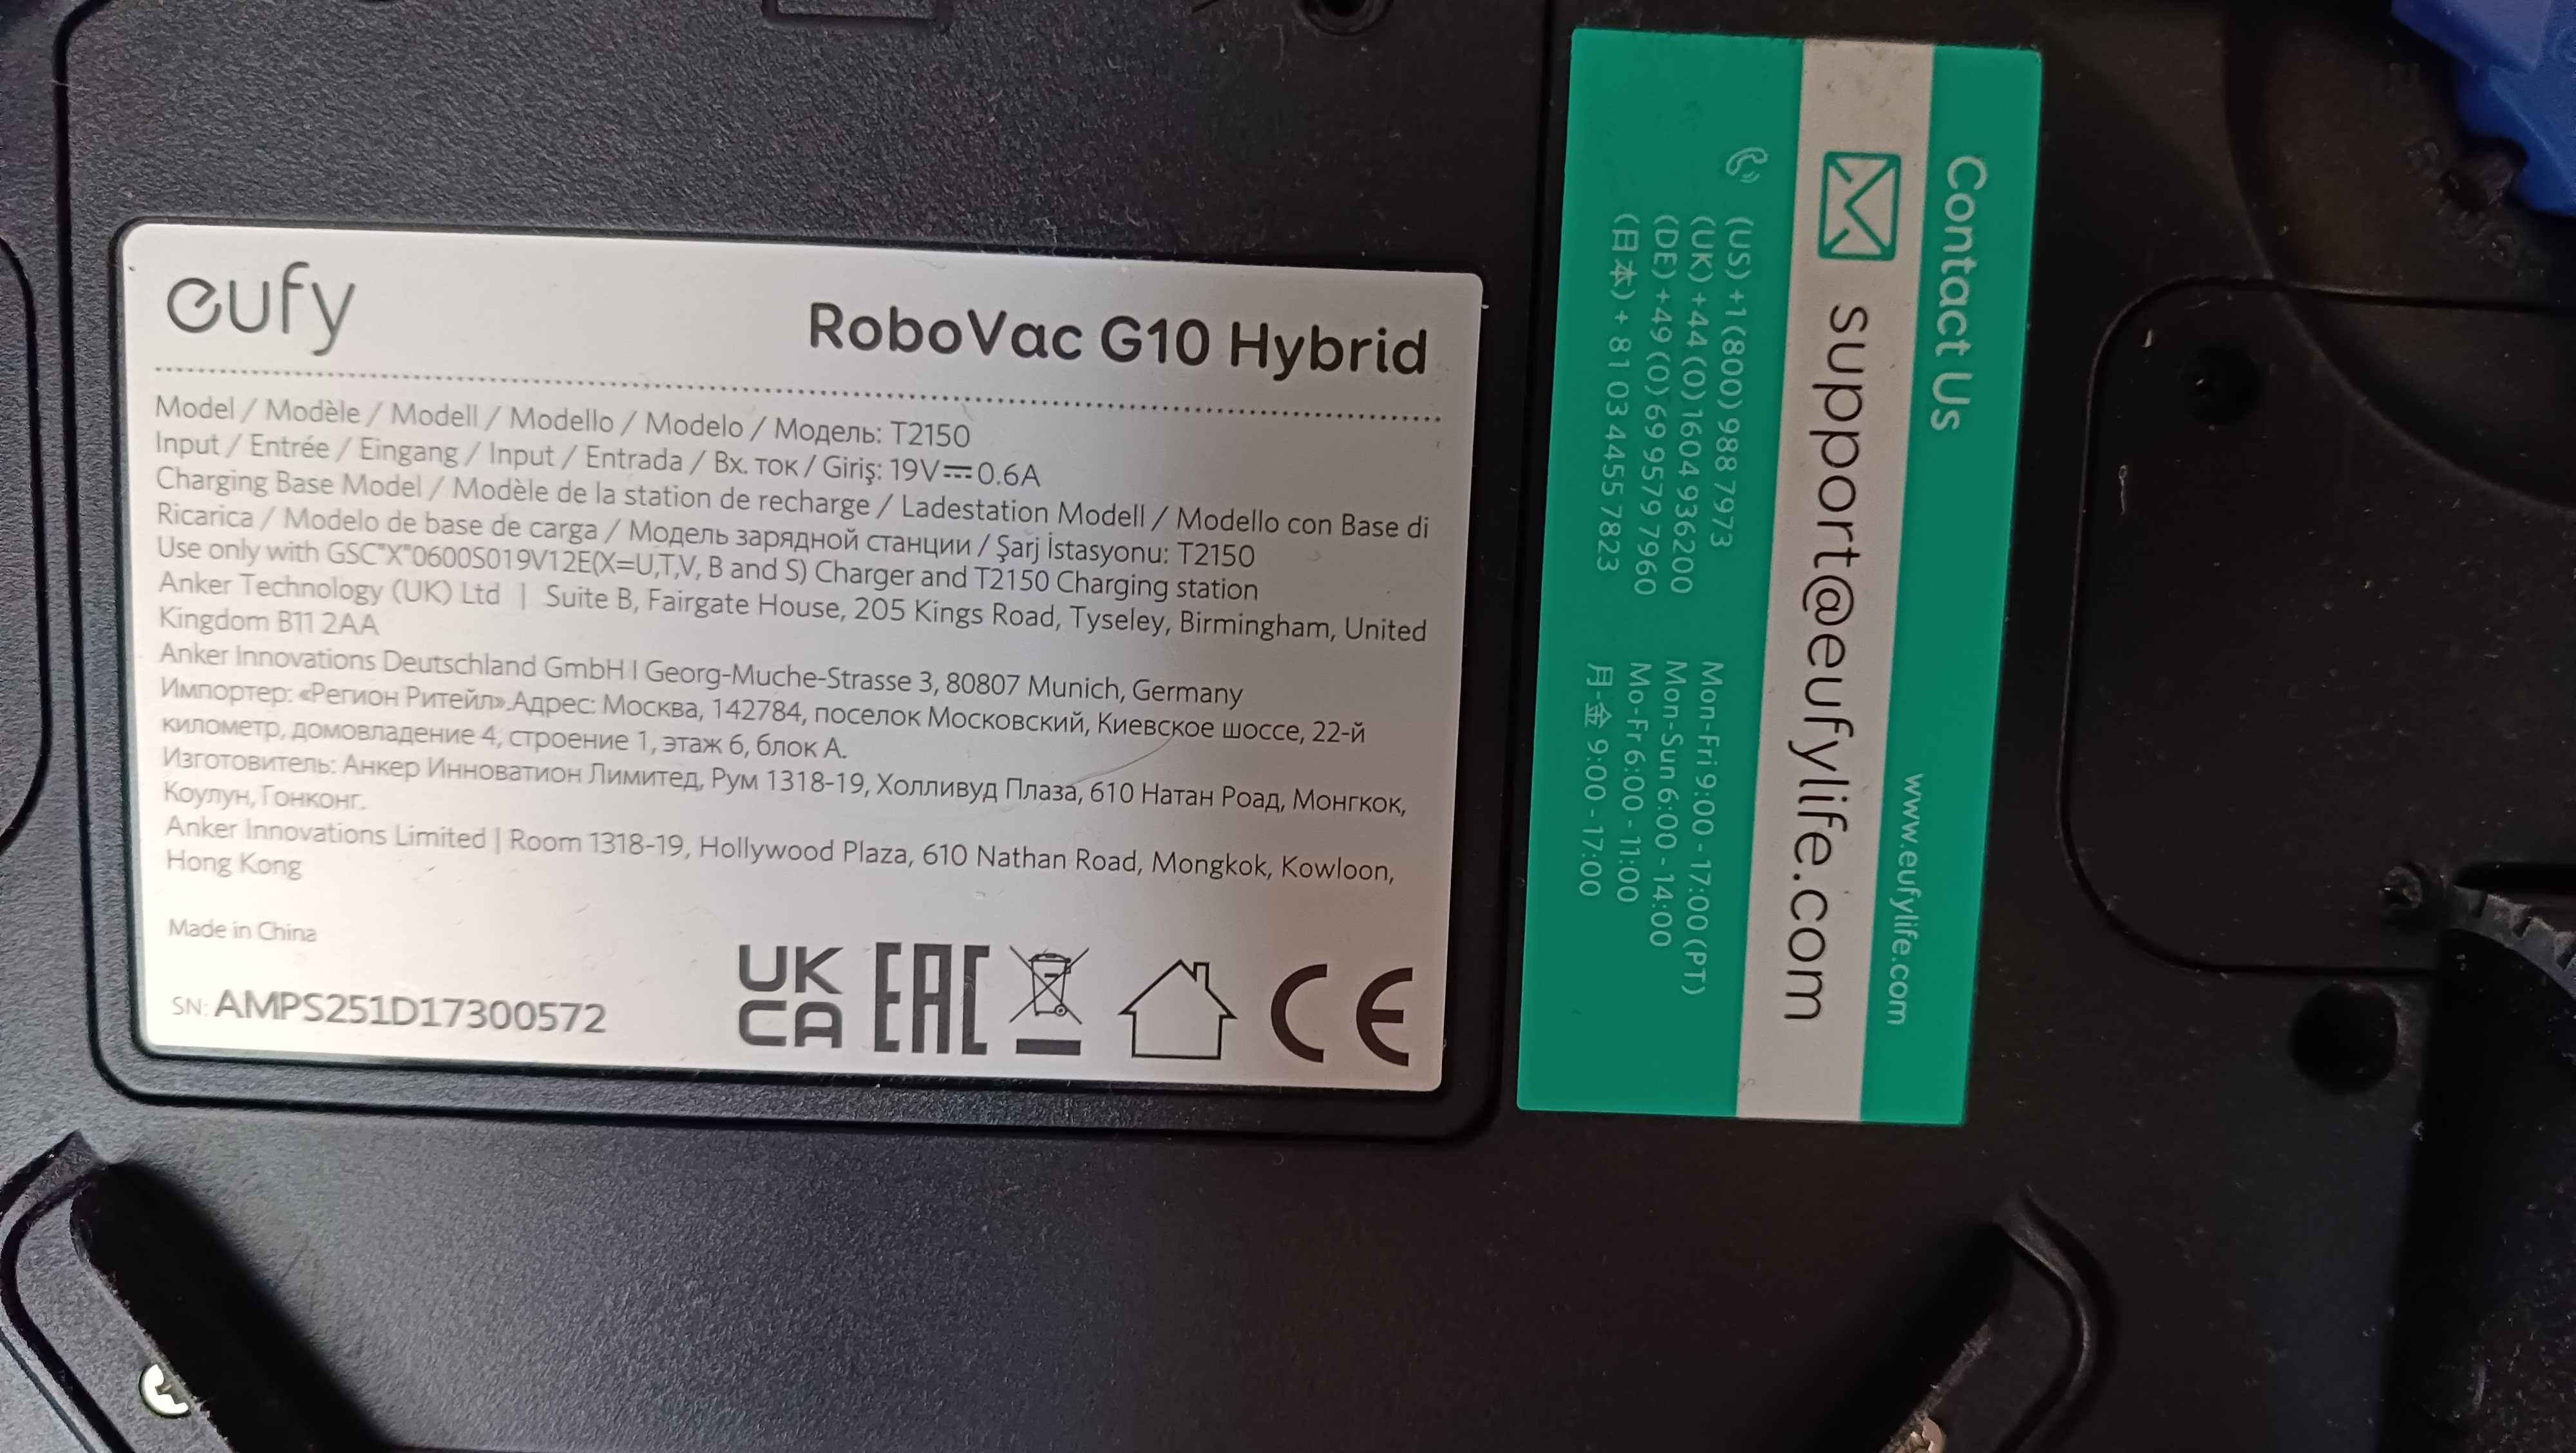 eufy
RoboVac G10 Hybrid
Model / Modèle / Modell / Modello / Modelo / Модель: T2150
Input / Entrée / Eingang / Input / Entrada / Вх. ток / Giriş: 19V⎓0.6A
Charging Base Model / Modèle de la station de recharge / Ladestation Modell / Modello con Base di
Ricarica / Modelo de base de carga / Модель зарядной станции / Şarj İstasyonu: T2150
Use only with GSC"X"0600S019V12E(X=U,T,V, B and S) Charger and T2150 Charging station
Anker Technology (UK) Ltd | Suite B, Fairgate House, 205 Kings Road, Tyseley, Birmingham, United
Kingdom B11 2AA
Anker Innovations Deutschland GmbH I Georg-Muche-Strasse 3, 80807 Munich, Germany
Импортер: «Регион Ритейл».Адрес: Москва, 142784, поселок Московский, Киевское шоссе, 22-й
километр, домовладение 4, строение 1, этаж 6, блок А.
Изготовитель: Анкер Инноватион Лимитед, Рум 1318-19, Холливуд Плаза, 610 Натан Роад, Монгкок,
Коулун, Гонконг.
Anker Innovations Limited | Room 1318-19, Hollywood Plaza, 610 Nathan Road, Mongkok, Kowloon,
Hong Kong
Made in China
SN: AMPS251D17300572
UK
CA
EAC
CE
Contact Us
www.eufylife.com
support@eufylife.com
(US) +1 (800) 988 7973 Mon-Fri 9:00 - 17:00 (PT)
(UK) +44 (0) 1604 936200 Mon-Sun 6:00 - 14:00
(DE) +49 (0) 69 9579 7960 Mo-Fr 6:00 - 11:00
(日本) + 81 03 4455 7823 月-金 9:00 - 17:00